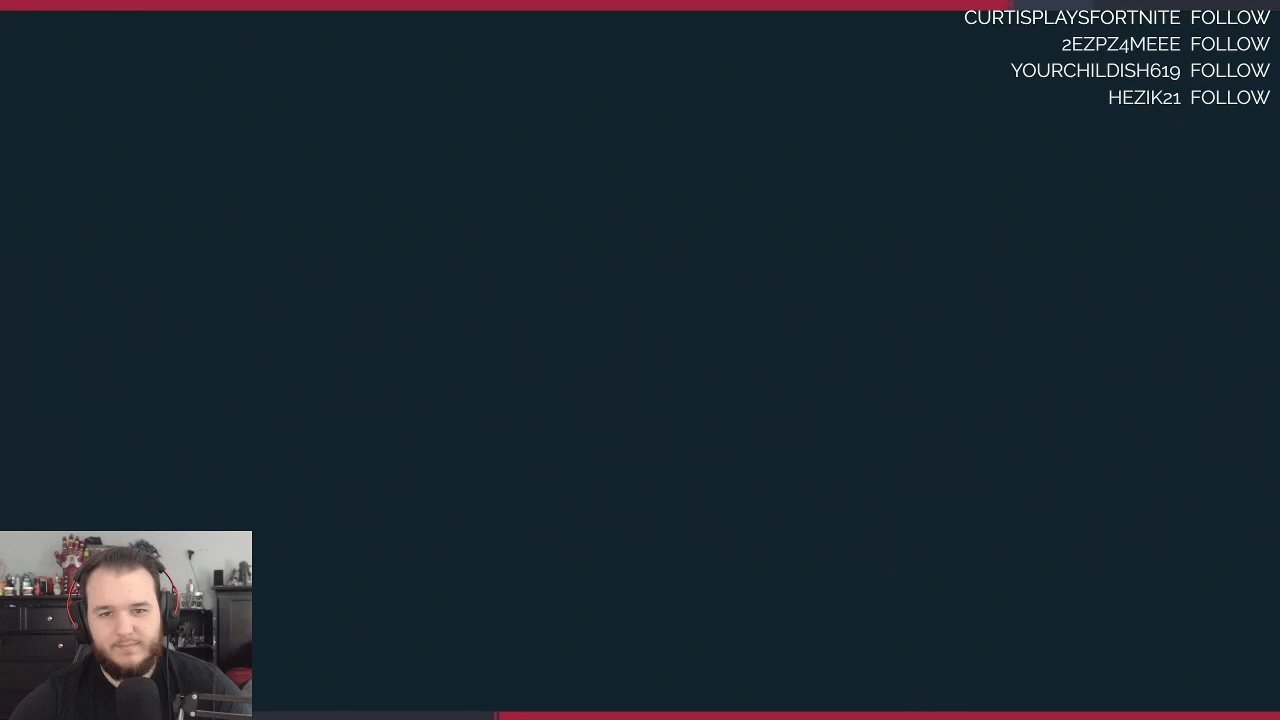 CURTISPLAYSFORTNITE FOLLOW
2EZPZ4MEEE FOLLOW
YOURCHILDISH619 FOLLOW
HEZIK21 FOLLOW